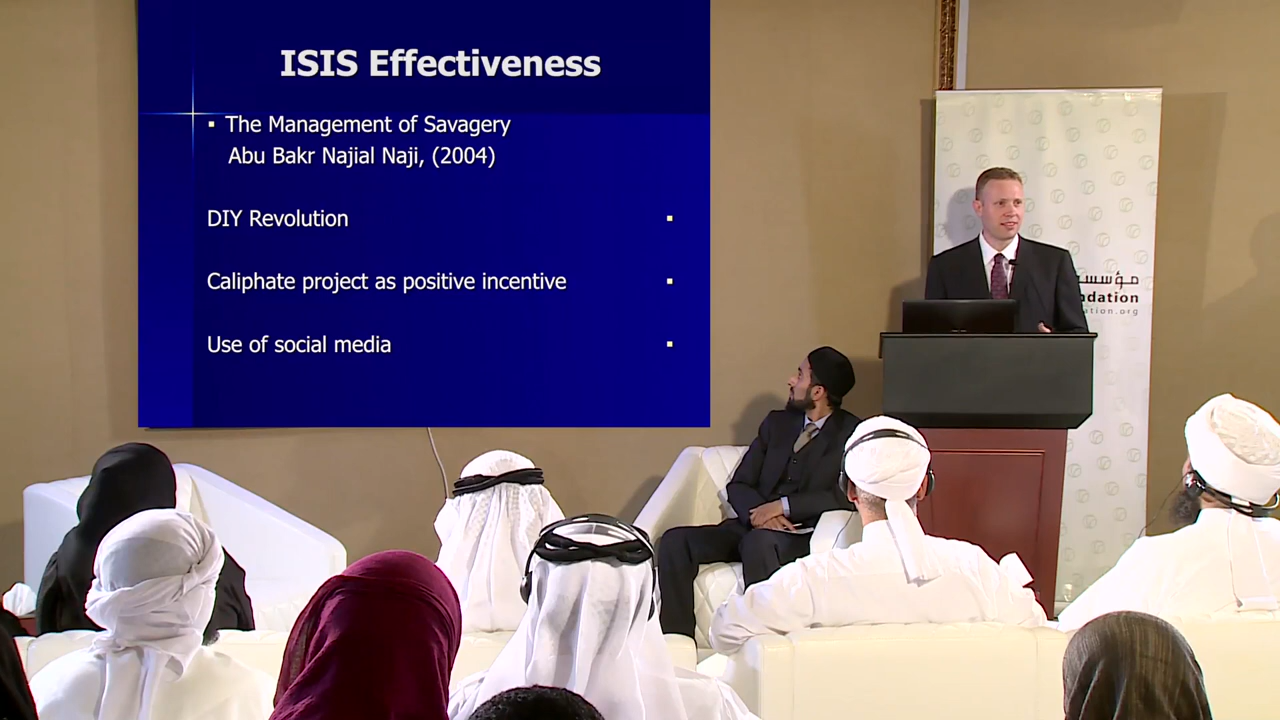 ISIS Effectiveness
▪ The Management of Savagery
Abu Bakr Najial Naji, (2004)
DIY Revolution ▪
Caliphate project as positive incentive ▪
Use of social media ▪